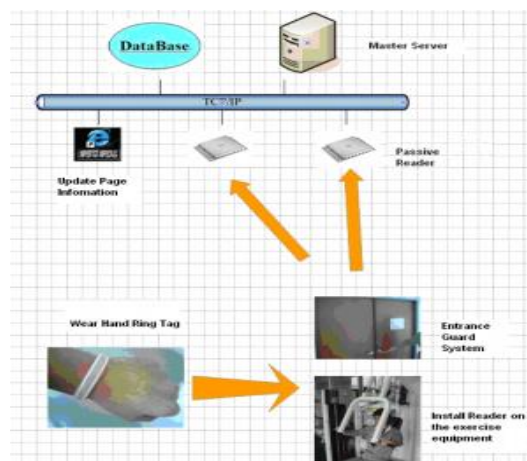 DataBase
Master Server
TC7/IP
Passive
Reader
Update Page
Infomation
Wear Hand Ring Tag
Entrance
Guard
System
Install Reader on
the exercise
equipment